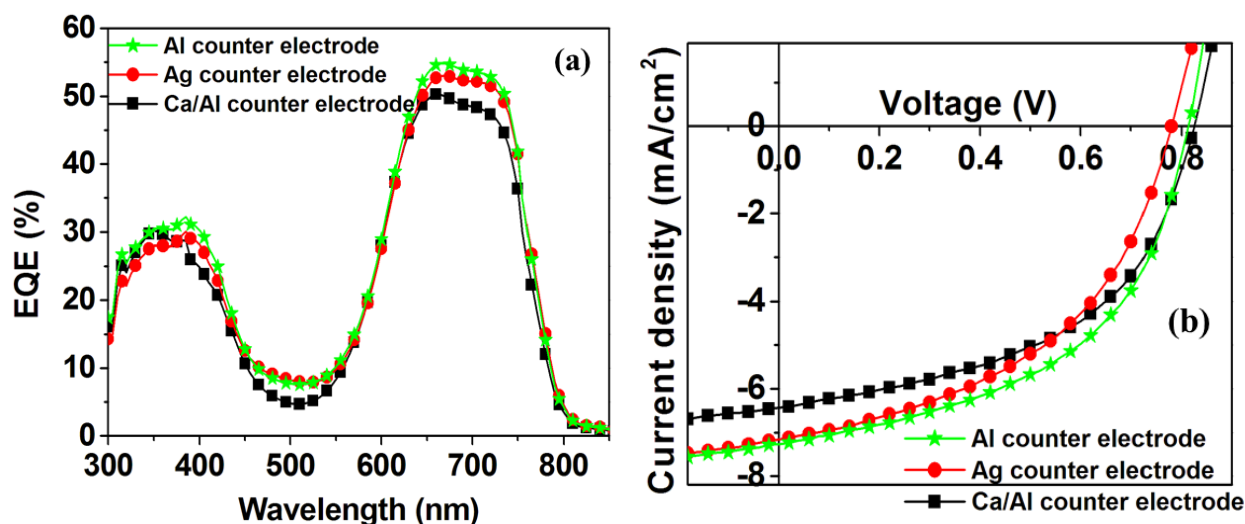 60
50
40
30
20
10
0
EQE (%)
Al counter electrode
Ag counter electrode
Ca/Al counter electrode
(a)
300 400 500 600 700 800
Wavelength (nm)
Voltage (V)
0.0 0.2 0.4 0.6 0.8
0
-2
-4
-6
-8
Current density (mA/cm²)
(b)
Al counter electrode
Ag counter electrode
Ca/Al counter electrode